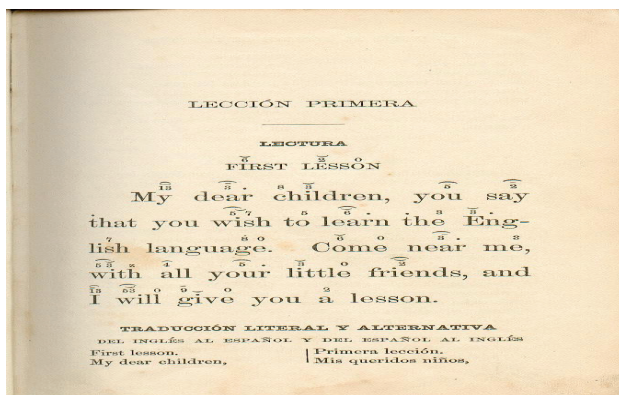 LECCIÓN PRIMERA
LECTURA
FIRST LESSON
My dear children, you say
that you wish to learn the Eng-
lish language. Come near me,
with all your little friends, and
I will give you a lesson.
TRADUCCIÓN LITERAL Y ALTERNATIVA
DEL INGLÉS AL ESPAÑOL Y DEL ESPAÑOL AL INGLÉS
First lesson. | Primera lección.
My dear children, | Mis queridos niños,